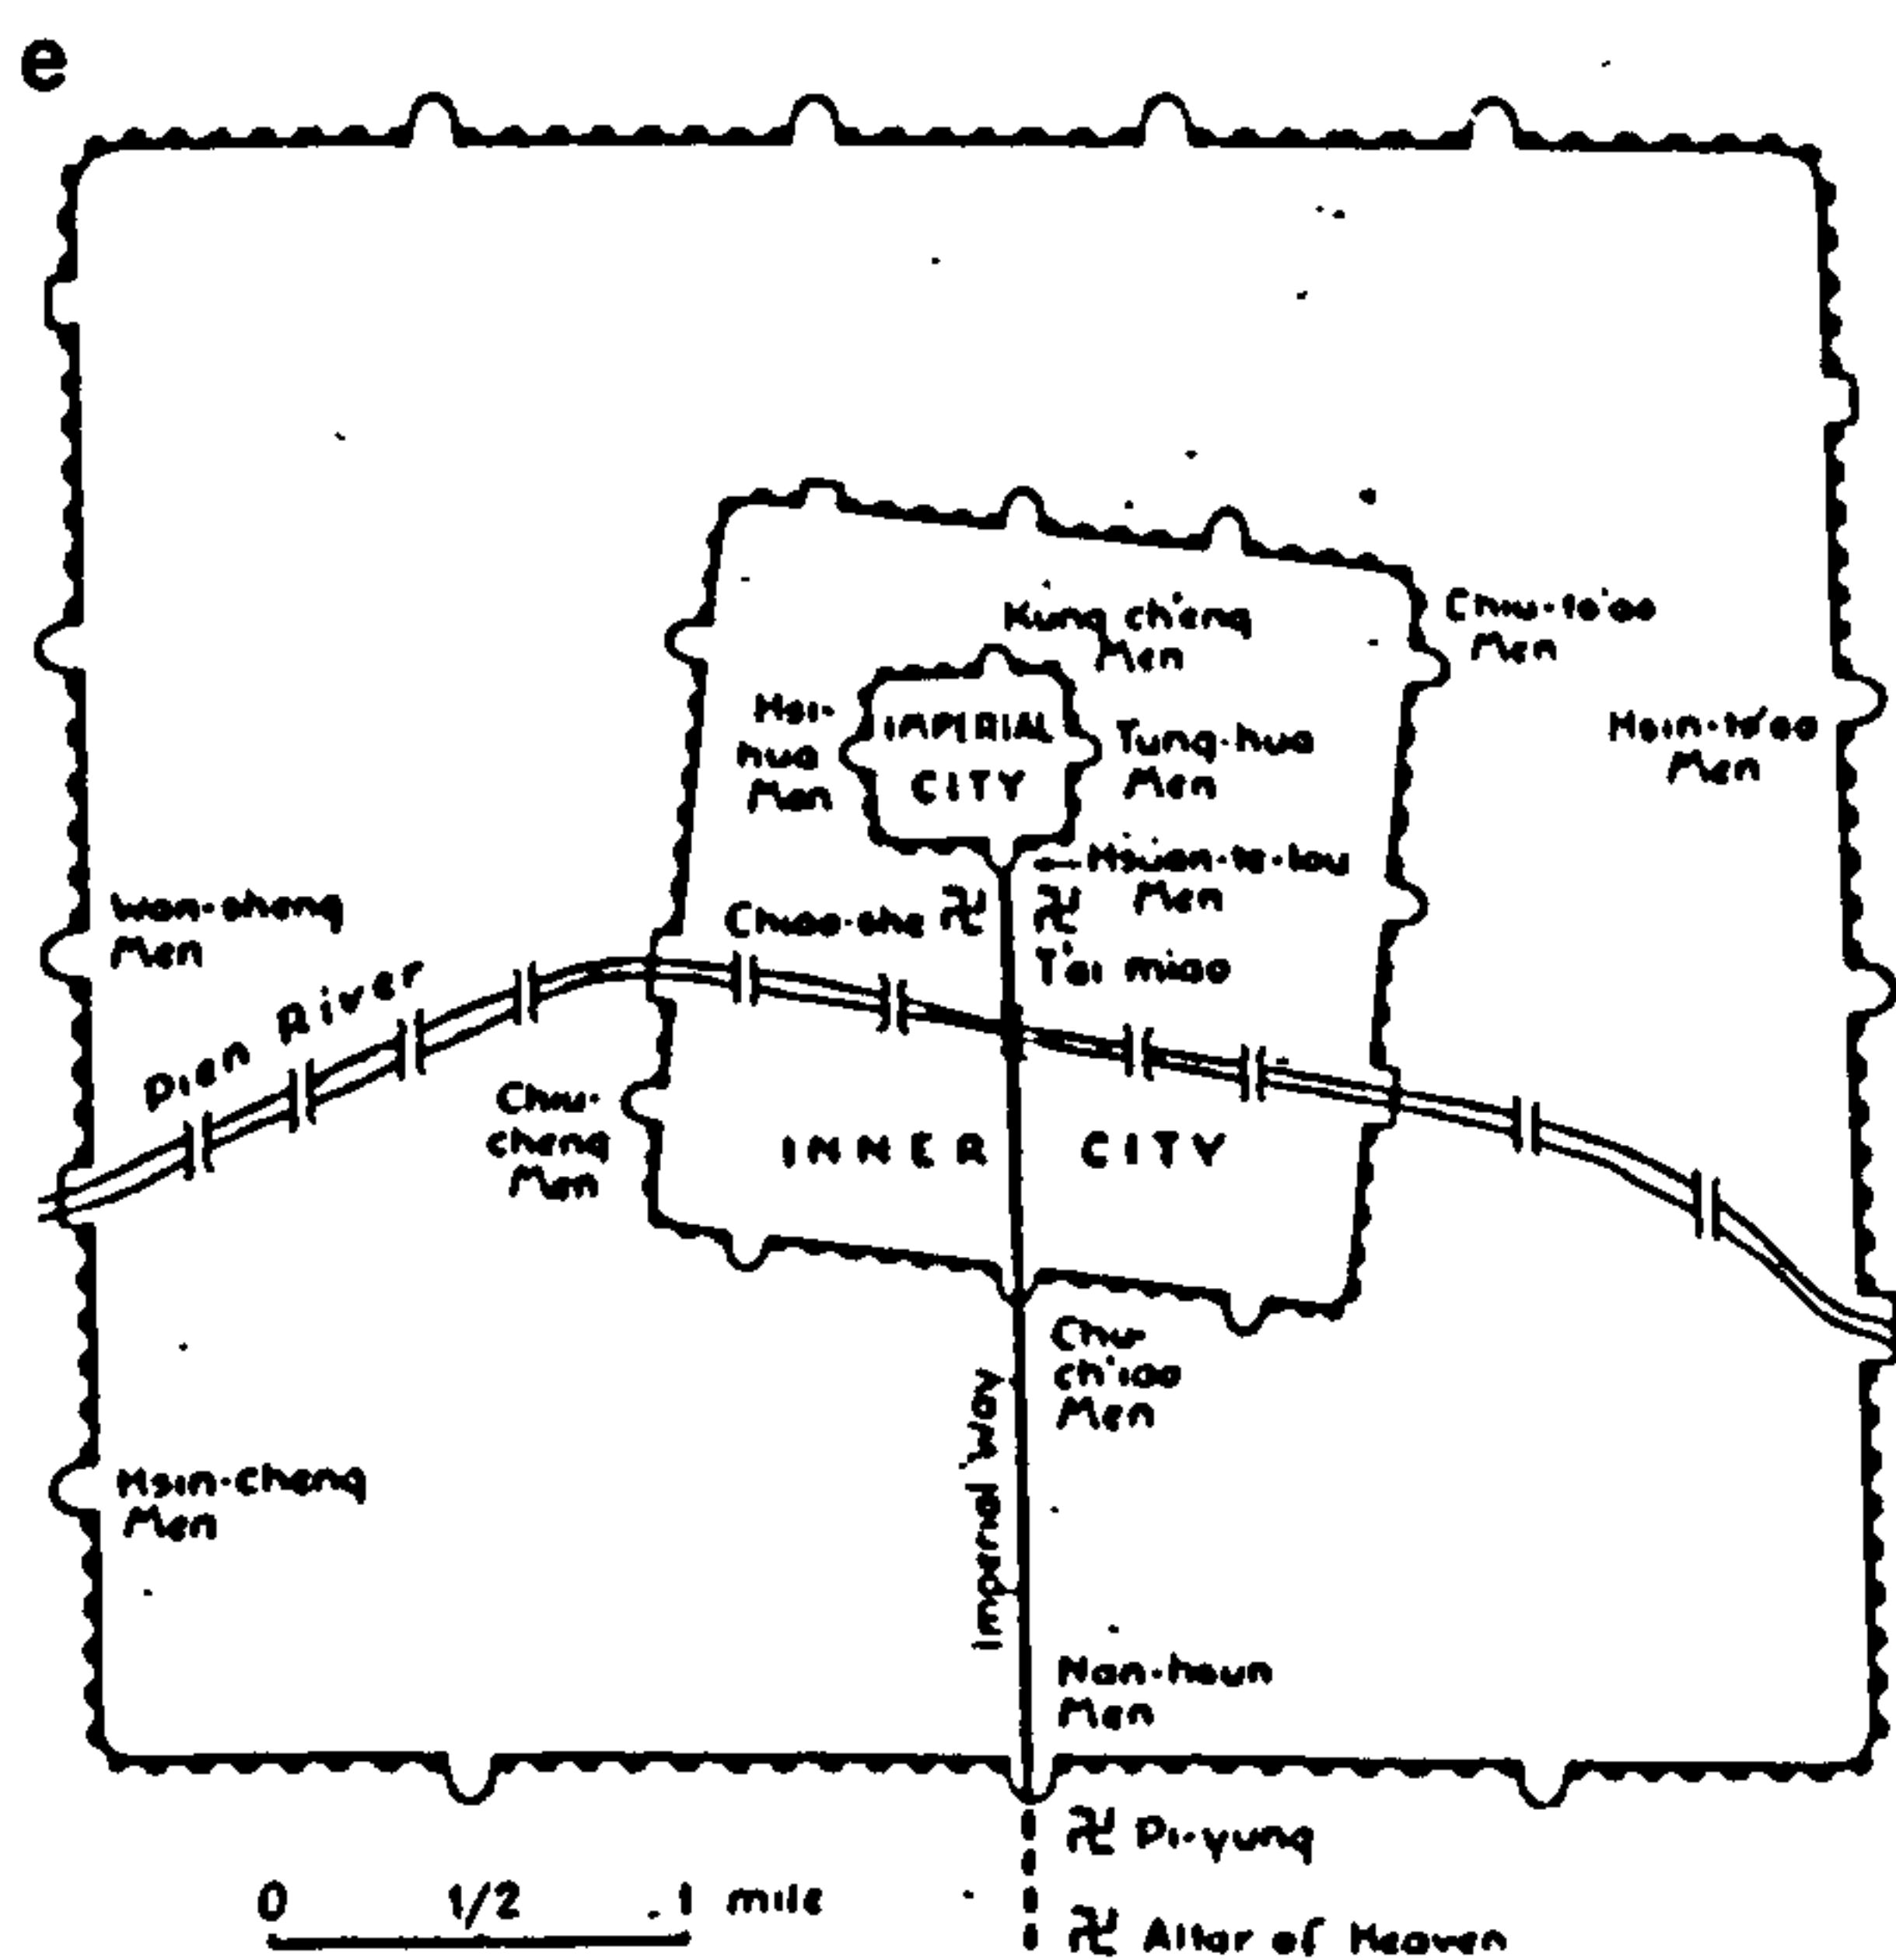 e
Kung ch'eng
Men
Chiu-ts'ao
Men
Hsi-
hua
Men
IMPERIAL
CITY
Tung-hua
Men
Hsin-ts'ao
Men
Hsüan-te-lou
Men
Wan-sheng
Men
Chao-she
T'ai miao
Pien River
Chiu-
cheng
Men
INNER CITY
Chu-
ch'iao
Men
Imperial Way
Hsin-cheng
Men
Nan-hsun
Men
Pi-yung
0 1/2 1 mile
Altar of Heaven